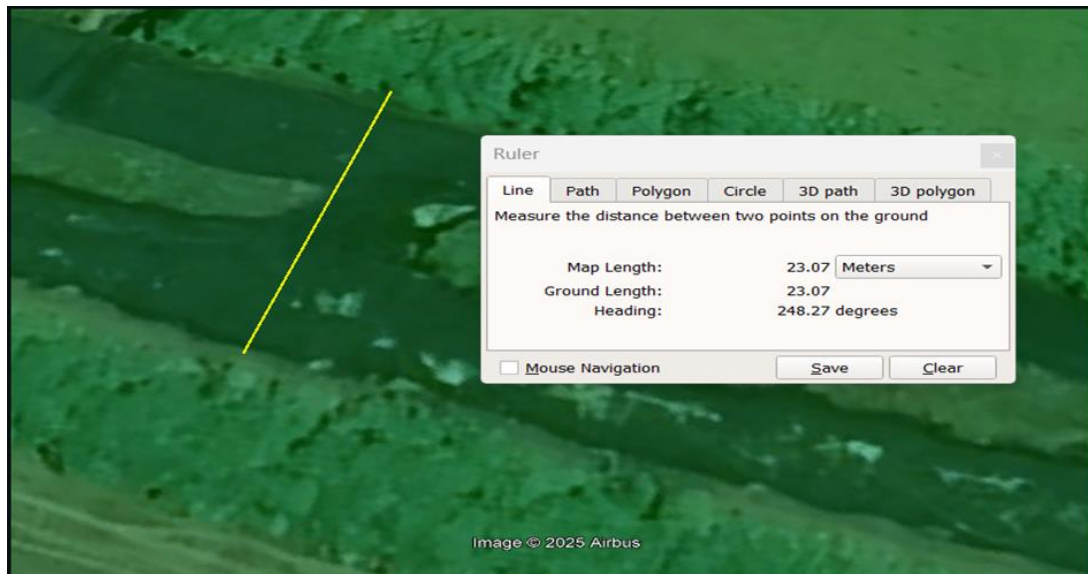 Ruler
Line Path Polygon Circle 3D path 3D polygon
Measure the distance between two points on the ground
Map Length: 23.07 Meters
Ground Length: 23.07
Heading: 248.27 degrees
Mouse Navigation Save Clear
Image © 2025 Airbus